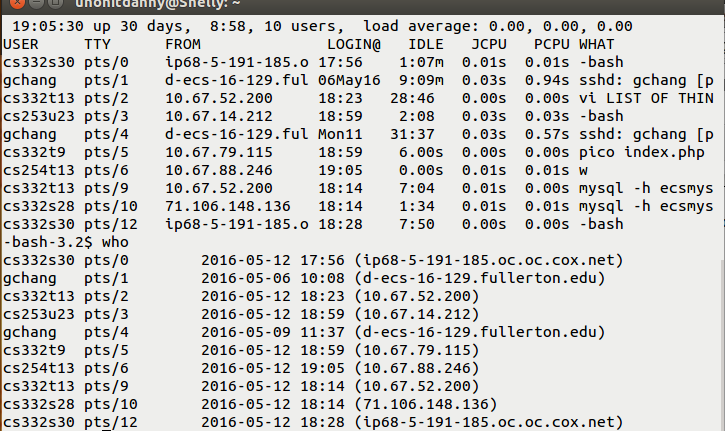 unonitdanny@Shelly: ~
 19:05:30 up 30 days,  8:58, 10 users,  load average: 0.00, 0.00, 0.00
USER     TTY      FROM              LOGIN@   IDLE   JCPU   PCPU WHAT
cs332s30 pts/0    ip68-5-191-185.o 17:56    1:07m  0.01s  0.01s -bash
gchang   pts/1    d-ecs-16-129.ful 06May16  9:09m  0.03s  0.94s sshd: gchang [p
cs332t13 pts/2    10.67.52.200     18:23   28:46   0.00s  0.00s vi LIST OF THIN
cs253u23 pts/3    10.67.14.212     18:59    2:08   0.03s  0.03s -bash
gchang   pts/4    d-ecs-16-129.ful Mon11   31:37   0.03s  0.57s sshd: gchang [p
cs332t9  pts/5    10.67.79.115     18:59    6.00s  0.00s  0.00s pico index.php
cs254t13 pts/6    10.67.88.246     19:05    0.00s  0.01s  0.01s w
cs332t13 pts/9    10.67.52.200     18:14    7:04   0.01s  0.00s mysql -h ecsmys
cs332s28 pts/10   71.106.148.136   18:14    1:34   0.01s  0.00s mysql -h ecsmys
cs332s30 pts/12   ip68-5-191-185.o 18:28    7:50   0.00s  0.00s -bash
-bash-3.2$ who
cs332s30 pts/0        2016-05-12 17:56 (ip68-5-191-185.oc.oc.cox.net)
gchang   pts/1        2016-05-06 10:08 (d-ecs-16-129.fullerton.edu)
cs332t13 pts/2        2016-05-12 18:23 (10.67.52.200)
cs253u23 pts/3        2016-05-12 18:59 (10.67.14.212)
gchang   pts/4        2016-05-09 11:37 (d-ecs-16-129.fullerton.edu)
cs332t9  pts/5        2016-05-12 18:59 (10.67.79.115)
cs254t13 pts/6        2016-05-12 19:05 (10.67.88.246)
cs332t13 pts/9        2016-05-12 18:14 (10.67.52.200)
cs332s28 pts/10       2016-05-12 18:14 (71.106.148.136)
cs332s30 pts/12       2016-05-12 18:28 (ip68-5-191-185.oc.oc.cox.net)